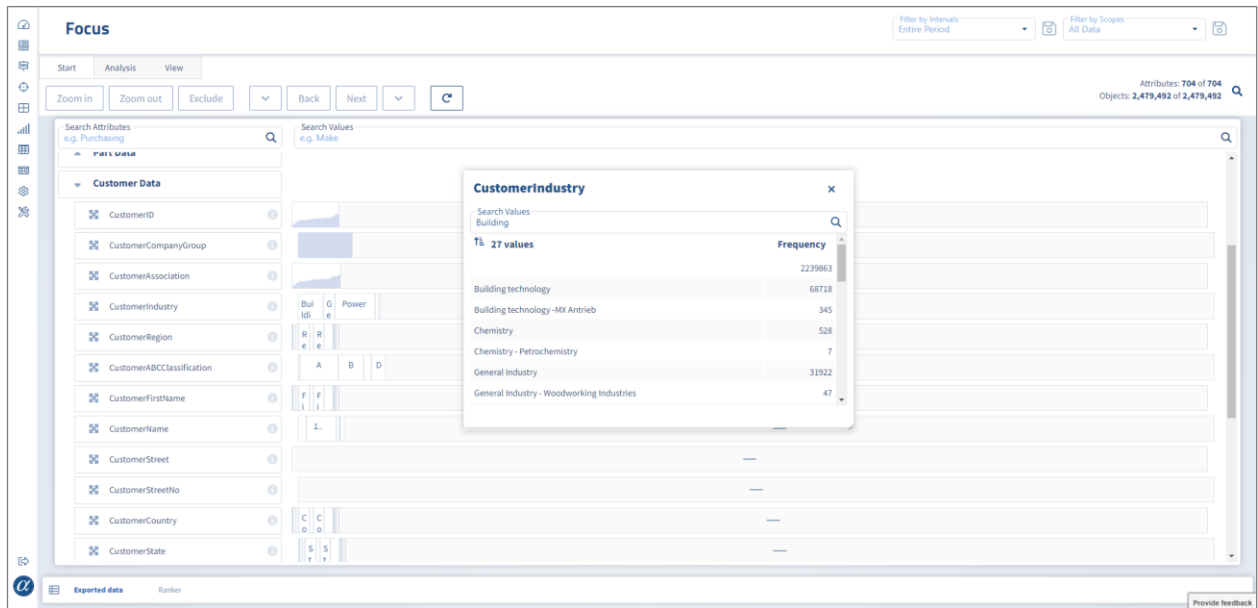 Focus
Filter by Intervals
Entire Period
Filter by Scopes
All Data
Start Analysis View
Zoom in Zoom out Exclude Back Next
Attributes: 704 of 704
Objects: 2,479,492 of 2,479,492
Search Attributes
e.g. Purchasing
Search Values
e.g. Make
Part Data
Customer Data
CustomerID
CustomerCompanyGroup
CustomerAssociation
CustomerIndustry
Bui G Power
ldi e
CustomerRegion
R R
e e
CustomerABCClassification
A B D
CustomerFirstName
F F
i i
CustomerName
1...
CustomerStreet
CustomerStreetNo
CustomerCountry
C C
o o
CustomerState
S S
t t
CustomerIndustry
Search Values
Building
27 values Frequency
2239863
Building technology 68718
Building technology -MX Antrieb 345
Chemistry 528
Chemistry - Petrochemistry 7
General Industry 31922
General Industry - Woodworking Industries 47
α
Exported data Ranker
Provide feedback